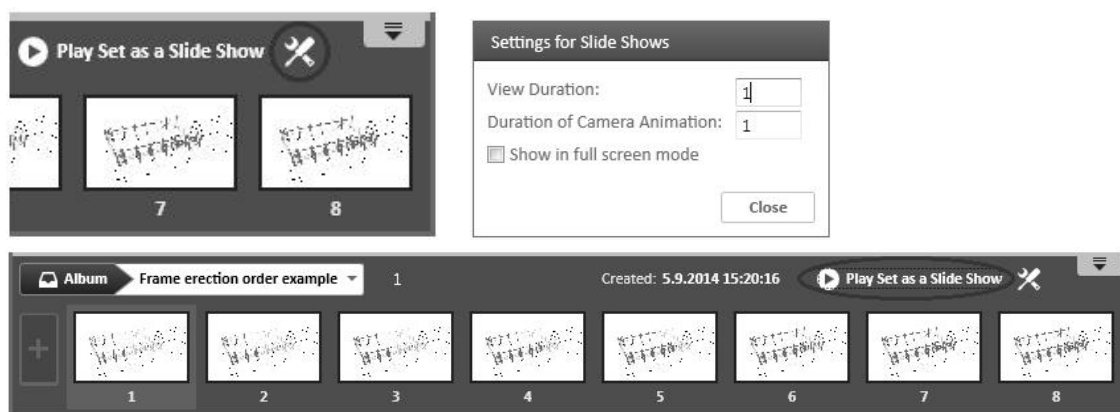 Play Set as a Slide Show
7 8
Settings for Slide Shows
View Duration: 1
Duration of Camera Animation: 1
Show in full screen mode
Close
Album Frame erection order example 1 Created: 5.9.2014 15:20:16 Play Set as a Slide Show
1 2 3 4 5 6 7 8